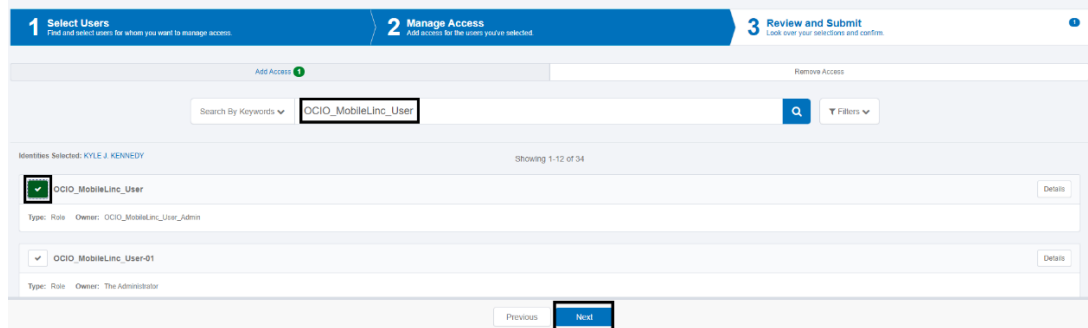 1 Select Users
Find and select users for whom you want to manage access.
2 Manage Access
Add access for the users you've selected.
3 Review and Submit
Look over your selections and confirm.
1
Add Access 1
Remove Access
Search By Keywords
OCIO_MobileLinc_User
Filters
Identities Selected: KYLE J. KENNEDY
Showing 1-12 of 34
OCIO_MobileLinc_User
Details
Type: Role Owner: OCIO_MobileLinc_User_Admin
OCIO_MobileLinc_User-01
Details
Type: Role Owner: The Administrator
Previous
Next